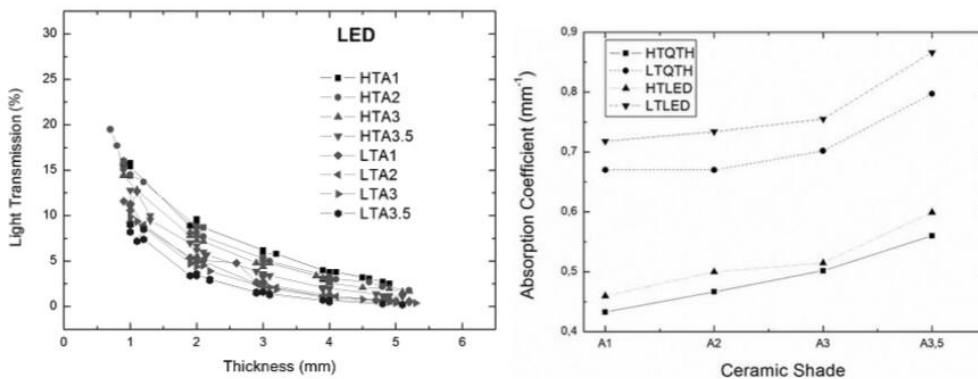 LED
30
25
20
15
10
5
0
Light Transmission (%)
HTA1
HTA2
HTA3
HTA3.5
LTA1
LTA2
LTA3
LTA3.5
0 1 2 3 4 5 6
Thickness (mm)
0,9
0,8
0,7
0,6
0,5
0,4
Absorption Coefficient (mm⁻¹)
HTQTH
LTQTH
HTLED
LTLED
A1 A2 A3 A3,5
Ceramic Shade